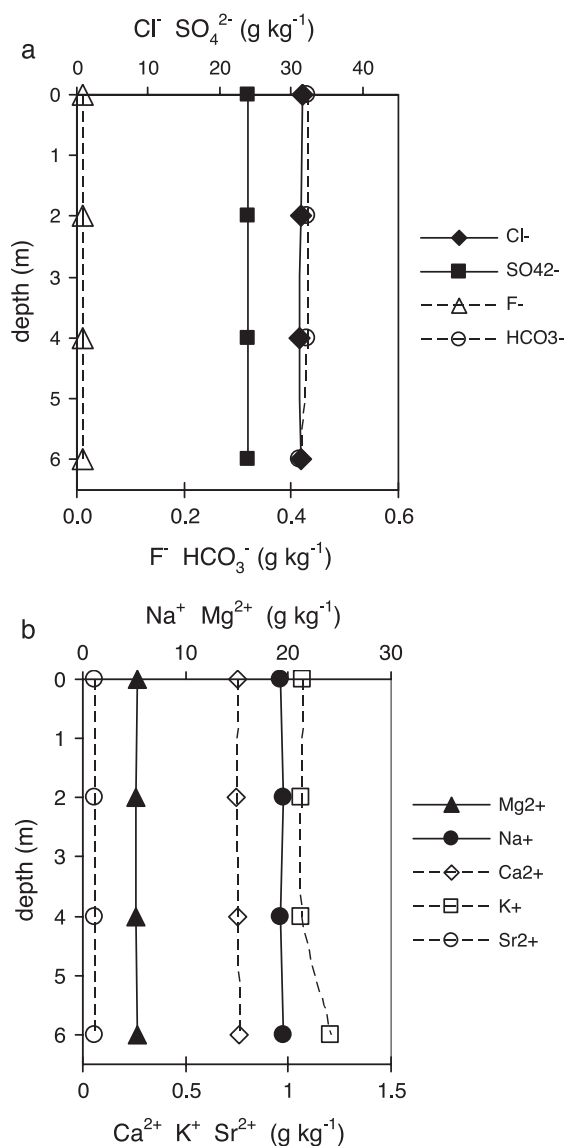 Cl⁻ SO₄²⁻ (g kg⁻¹)
a
0 10 20 30 40
0
1
2
3
4
5
6
depth (m)
0.0 0.2 0.4 0.6
F⁻ HCO₃⁻ (g kg⁻¹)
Cl-
SO42-
F-
HCO3-
b
Na⁺ Mg²⁺ (g kg⁻¹)
0 10 20 30
0
1
2
3
4
5
6
depth (m)
0 0.5 1 1.5
Ca²⁺ K⁺ Sr²⁺ (g kg⁻¹)
Mg2+
Na+
Ca2+
K+
Sr2+